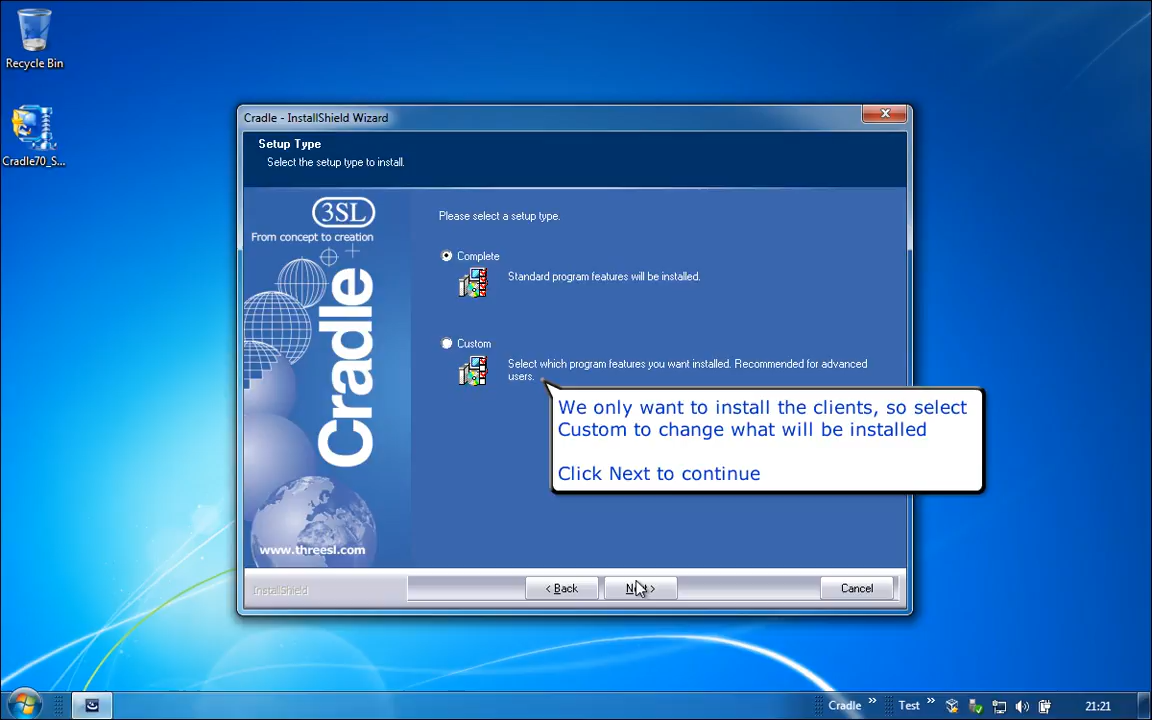 Recycle Bin
Cradle70_S...
Cradle - InstallShield Wizard
Setup Type
Select the setup type to install.
3SL
From concept to creation
Cradle
www.threesl.com
Please select a setup type.
Complete
Standard program features will be installed.
Custom
Select which program features you want installed. Recommended for advanced
users.
We only want to install the clients, so select
Custom to change what will be installed
Click Next to continue
InstallShield
< Back
Next >
Cancel
Cradle »
Test »
21:21